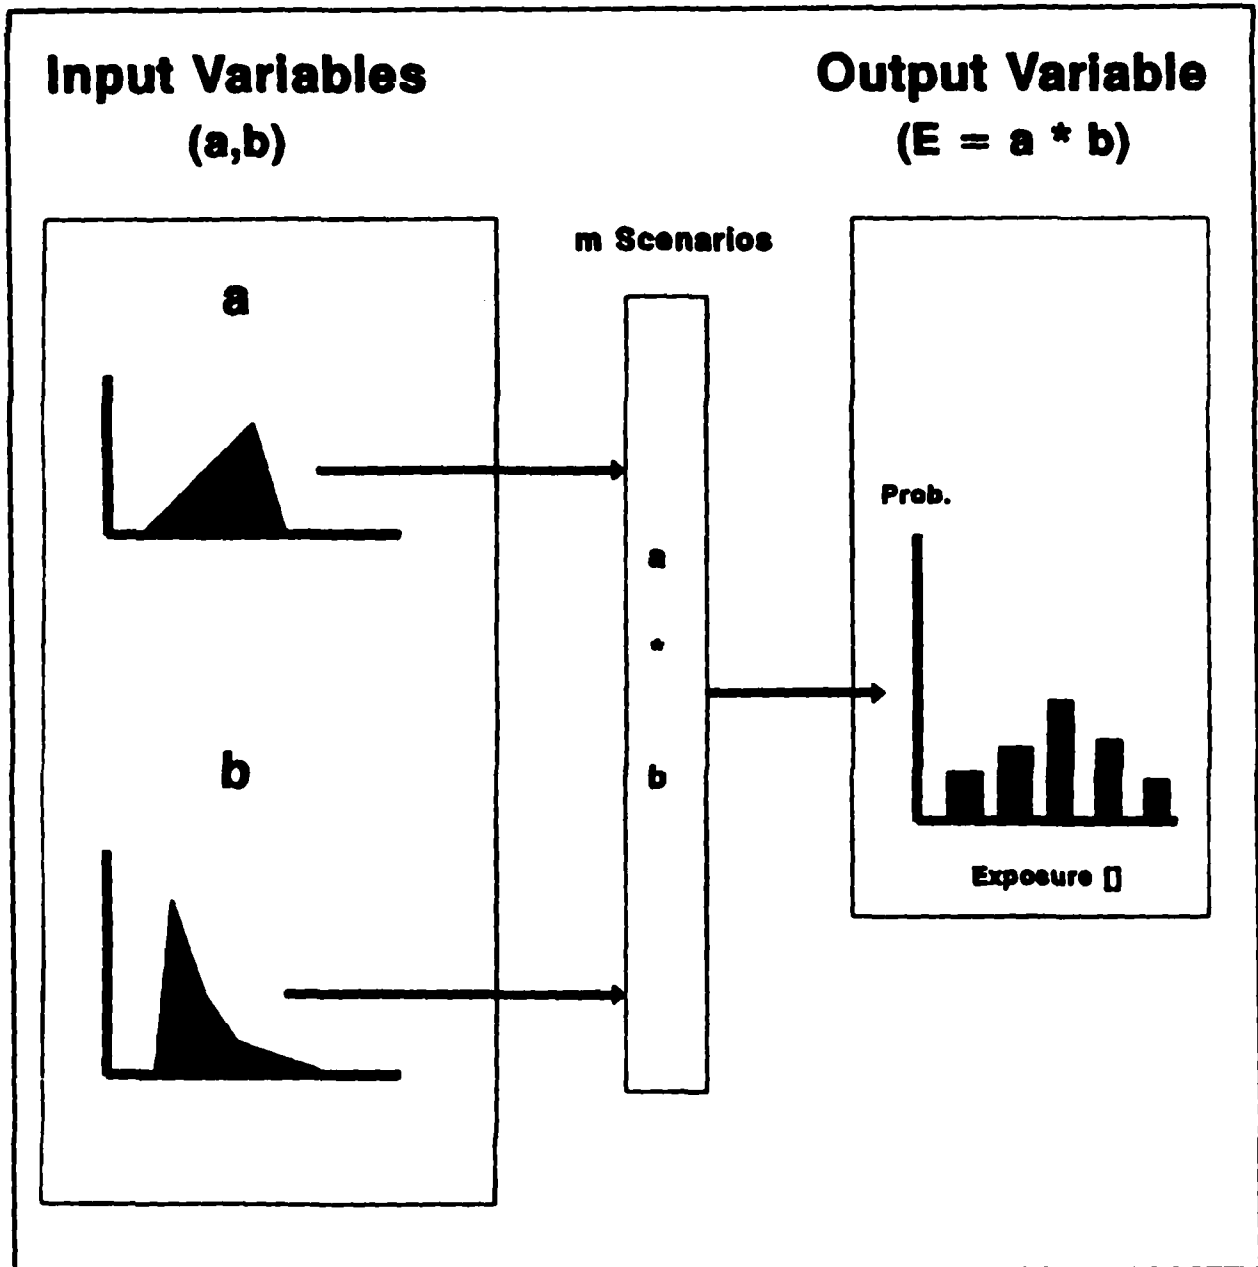 Input Variables
(a,b)
Output Variable
(E = a * b)
m Scenarios
a
a
*
b
b
Prob.
Exposure []